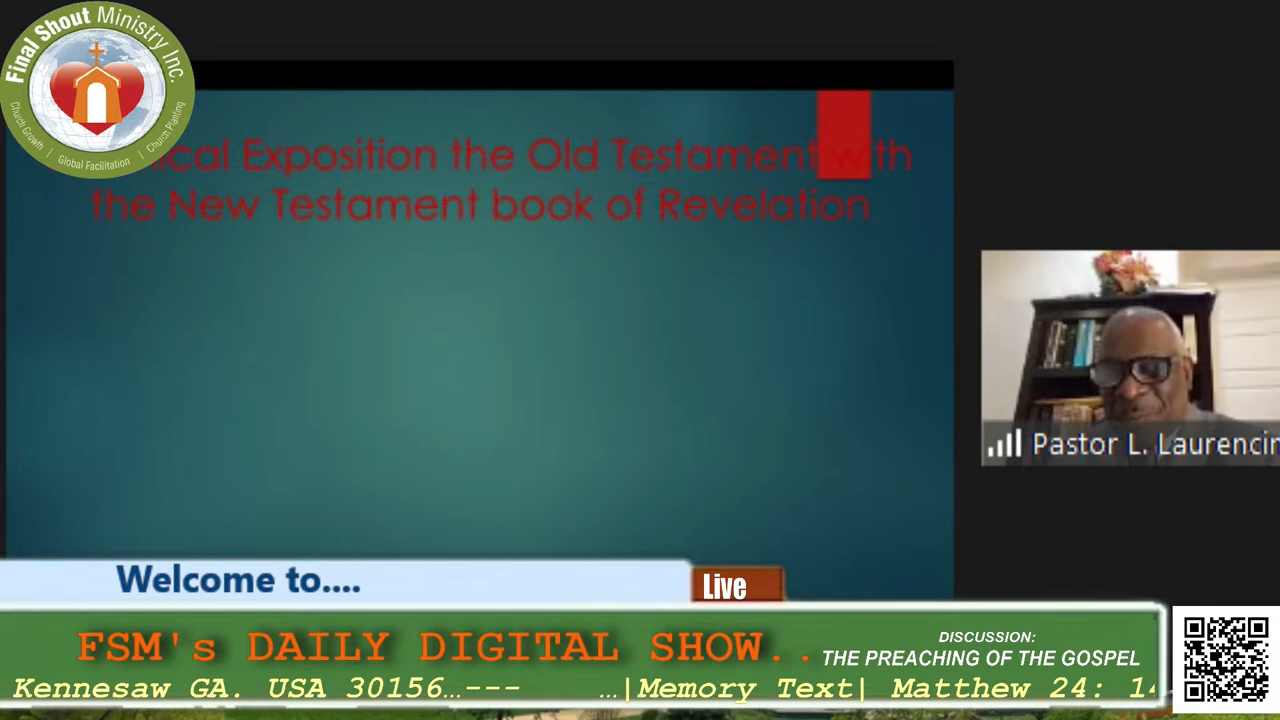 Final Shout Ministry Inc.
Church Growth | Global Facilitation | Church Planting
Exposition the Old Testament with
the New Testament book of Revelation
Pastor L. Laurencin
Welcome to....
Live
FSM's DAILY DIGITAL SHOW..
DISCUSSION:
THE PREACHING OF THE GOSPEL
Kennesaw GA. USA 30156…--- …|Memory Text| Matthew 24: